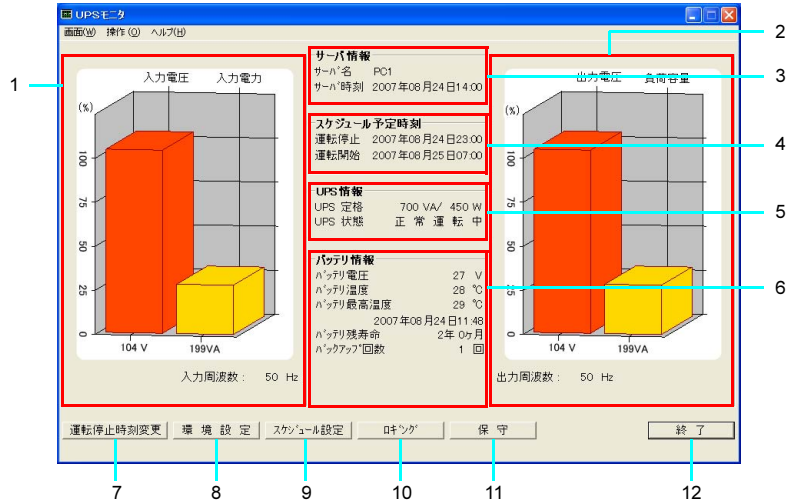 UPSモニタ
画面(W) 操作(O) ヘルプ(H)
1
入力電圧 入力電力
(%)
100
75
50
25
0
104 V 199VA
入力周波数： 50 Hz
サーバ情報
サーバ名 PC1
サーバ時刻 2007年08月24日14:00
スケジュール予定時刻
運転停止 2007年08月24日23:00
運転開始 2007年08月25日07:00
UPS情報
UPS 定格 700 VA/ 450 W
UPS 状態 正 常 運 転 中
バッテリ情報
バッテリ電圧 27 V
バッテリ温度 28 ℃
バッテリ最高温度 29 ℃
2007年08月24日11:48
バッテリ残寿命 2年 0ヶ月
バックアップ回数 1 回
出力電圧 負荷容量
(%)
100
75
50
25
0
104 V 199VA
出力周波数： 50 Hz
2
3
4
5
6
運転停止時刻変更 環 境 設 定 スケジュール設定 ロギング 保 守 終 了
7 8 9 10 11 12